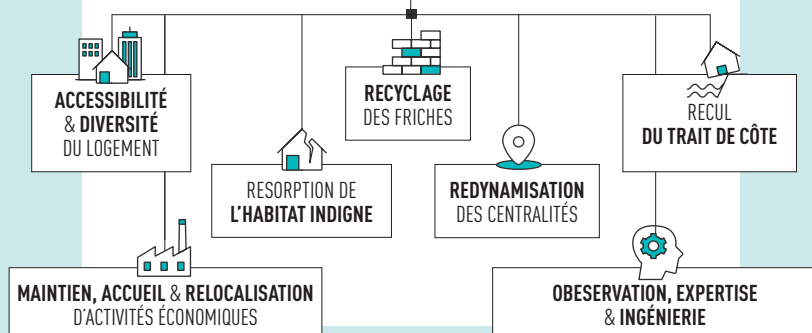 ACCESSIBILITÉ
& DIVERSITÉ
DU LOGEMENT
RECYCLAGE
DES FRICHES
RECUL
DU TRAIT DE CÔTE
RESORPTION DE
L'HABITAT INDIGNE
REDYNAMISATION
DES CENTRALITÉS
MAINTIEN, ACCUEIL & RELOCALISATION
D'ACTIVITÉS ÉCONOMIQUES
OBESERVATION, EXPERTISE
& INGÉNIERIE